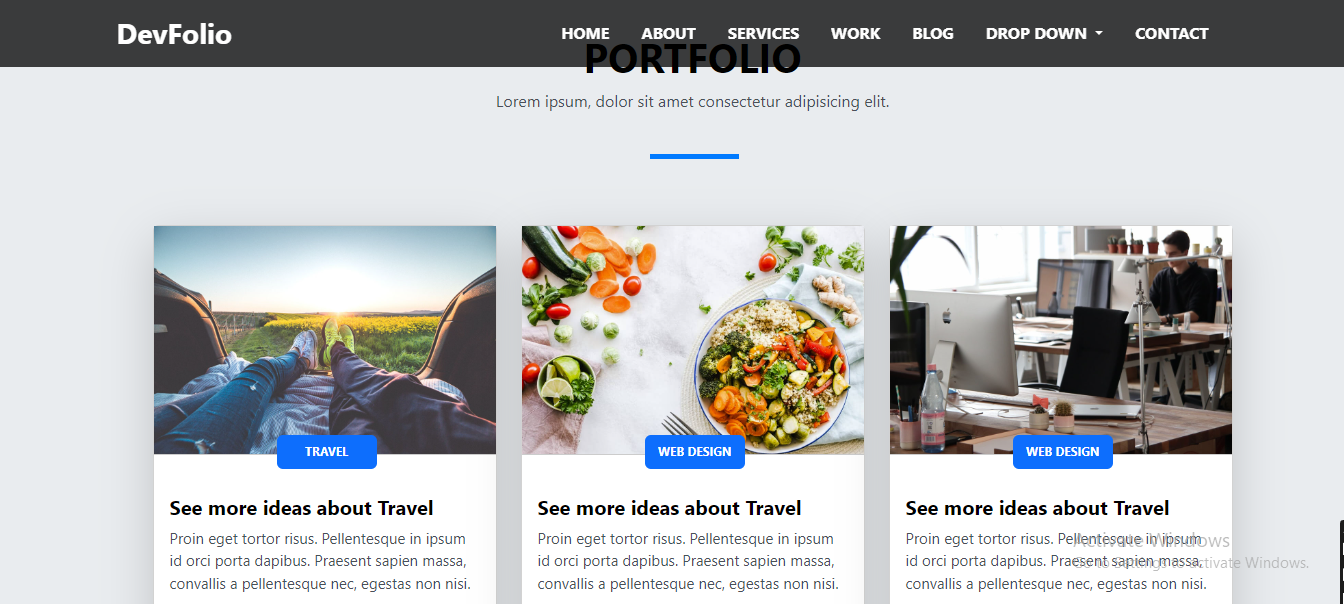 DevFolio
HOME ABOUT SERVICES WORK BLOG DROP DOWN CONTACT
PORTFOLIO
Lorem ipsum, dolor sit amet consectetur adipisicing elit.
TRAVEL
See more ideas about Travel
Proin eget tortor risus. Pellentesque in ipsum
id orci porta dapibus. Praesent sapien massa,
convallis a pellentesque nec, egestas non nisi.
WEB DESIGN
See more ideas about Travel
Proin eget tortor risus. Pellentesque in ipsum
id orci porta dapibus. Praesent sapien massa,
convallis a pellentesque nec, egestas non nisi.
WEB DESIGN
See more ideas about Travel
Proin eget tortor risus. Pellentesque in ipsum
id orci porta dapibus. Praesent sapien massa,
convallis a pellentesque nec, egestas non nisi.
Activate Windows
Go to Settings to activate Windows.